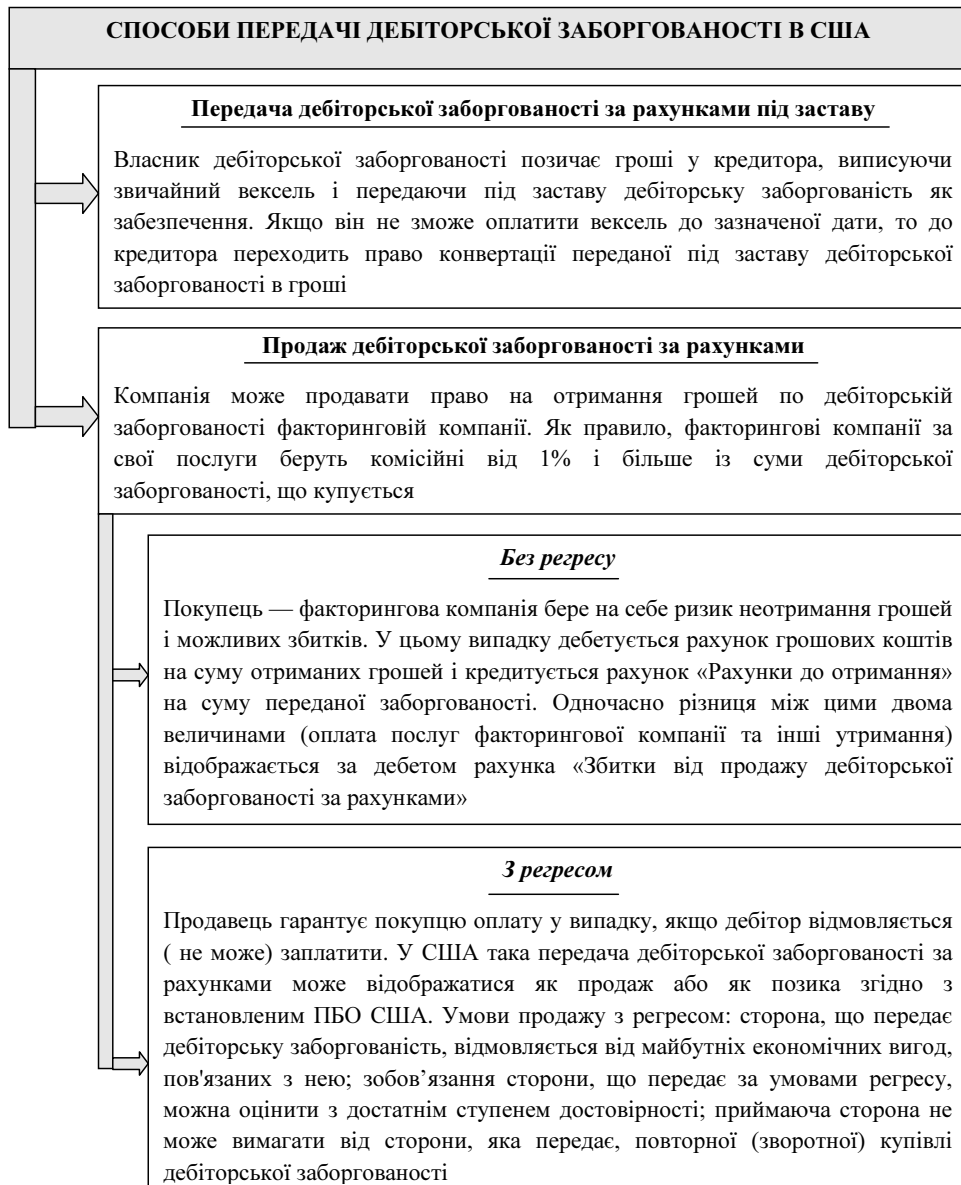 СПОСОБИ ПЕРЕДАЧІ ДЕБІТОРСЬКОЇ ЗАБОРГОВАНОСТІ В США
Передача дебіторської заборгованості за рахунками під заставу
Власник дебіторської заборгованості позичає гроші у кредитора, виписуючи
звичайний вексель і передаючи під заставу дебіторську заборгованість як
забезпечення. Якщо він не зможе оплатити вексель до зазначеної дати, то до
кредитора переходить право конвертації переданої під заставу дебіторської
заборгованості в гроші
Продаж дебіторської заборгованості за рахунками
Компанія може продавати право на отримання грошей по дебіторській
заборгованості факторинговій компанії. Як правило, факторингові компанії за
свої послуги беруть комісійні від 1% і більше із суми дебіторської
заборгованості, що купується
Без регресу
Покупець — факторингова компанія бере на себе ризик неотримання грошей
і можливих збитків. У цьому випадку дебетується рахунок грошових коштів
на суму отриманих грошей і кредитується рахунок «Рахунки до отримання»
на суму переданої заборгованості. Одночасно різниця між цими двома
величинами (оплата послуг факторингової компанії та інші утримання)
відображається за дебетом рахунка «Збитки від продажу дебіторської
заборгованості за рахунками»
З регресом
Продавець гарантує покупцю оплату у випадку, якщо дебітор відмовляється
( не може) заплатити. У США така передача дебіторської заборгованості за
рахунками може відображатися як продаж або як позика згідно з
встановленим ПБО США. Умови продажу з регресом: сторона, що передає
дебіторську заборгованість, відмовляється від майбутніх економічних вигод,
пов'язаних з нею; зобов’язання сторони, що передає за умовами регресу,
можна оцінити з достатнім ступенем достовірності; приймаюча сторона не
може вимагати від сторони, яка передає, повторної (зворотної) купівлі
дебіторської заборгованості